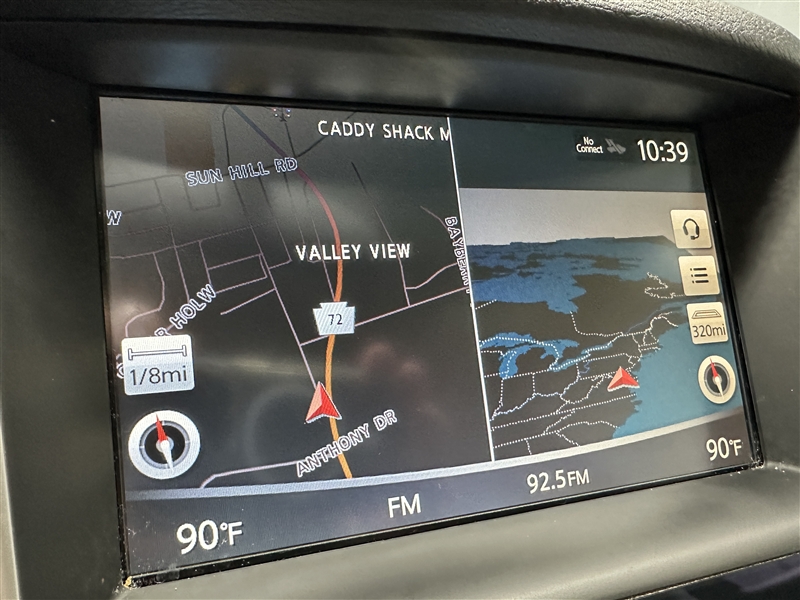 CADDY SHACK M
No
Connect
10:39
SUN HILL RD
W
VALLEY VIEW
72
320mi
1/8mi
ANTHONY DR
90°F
FM
92.5FM
90°F